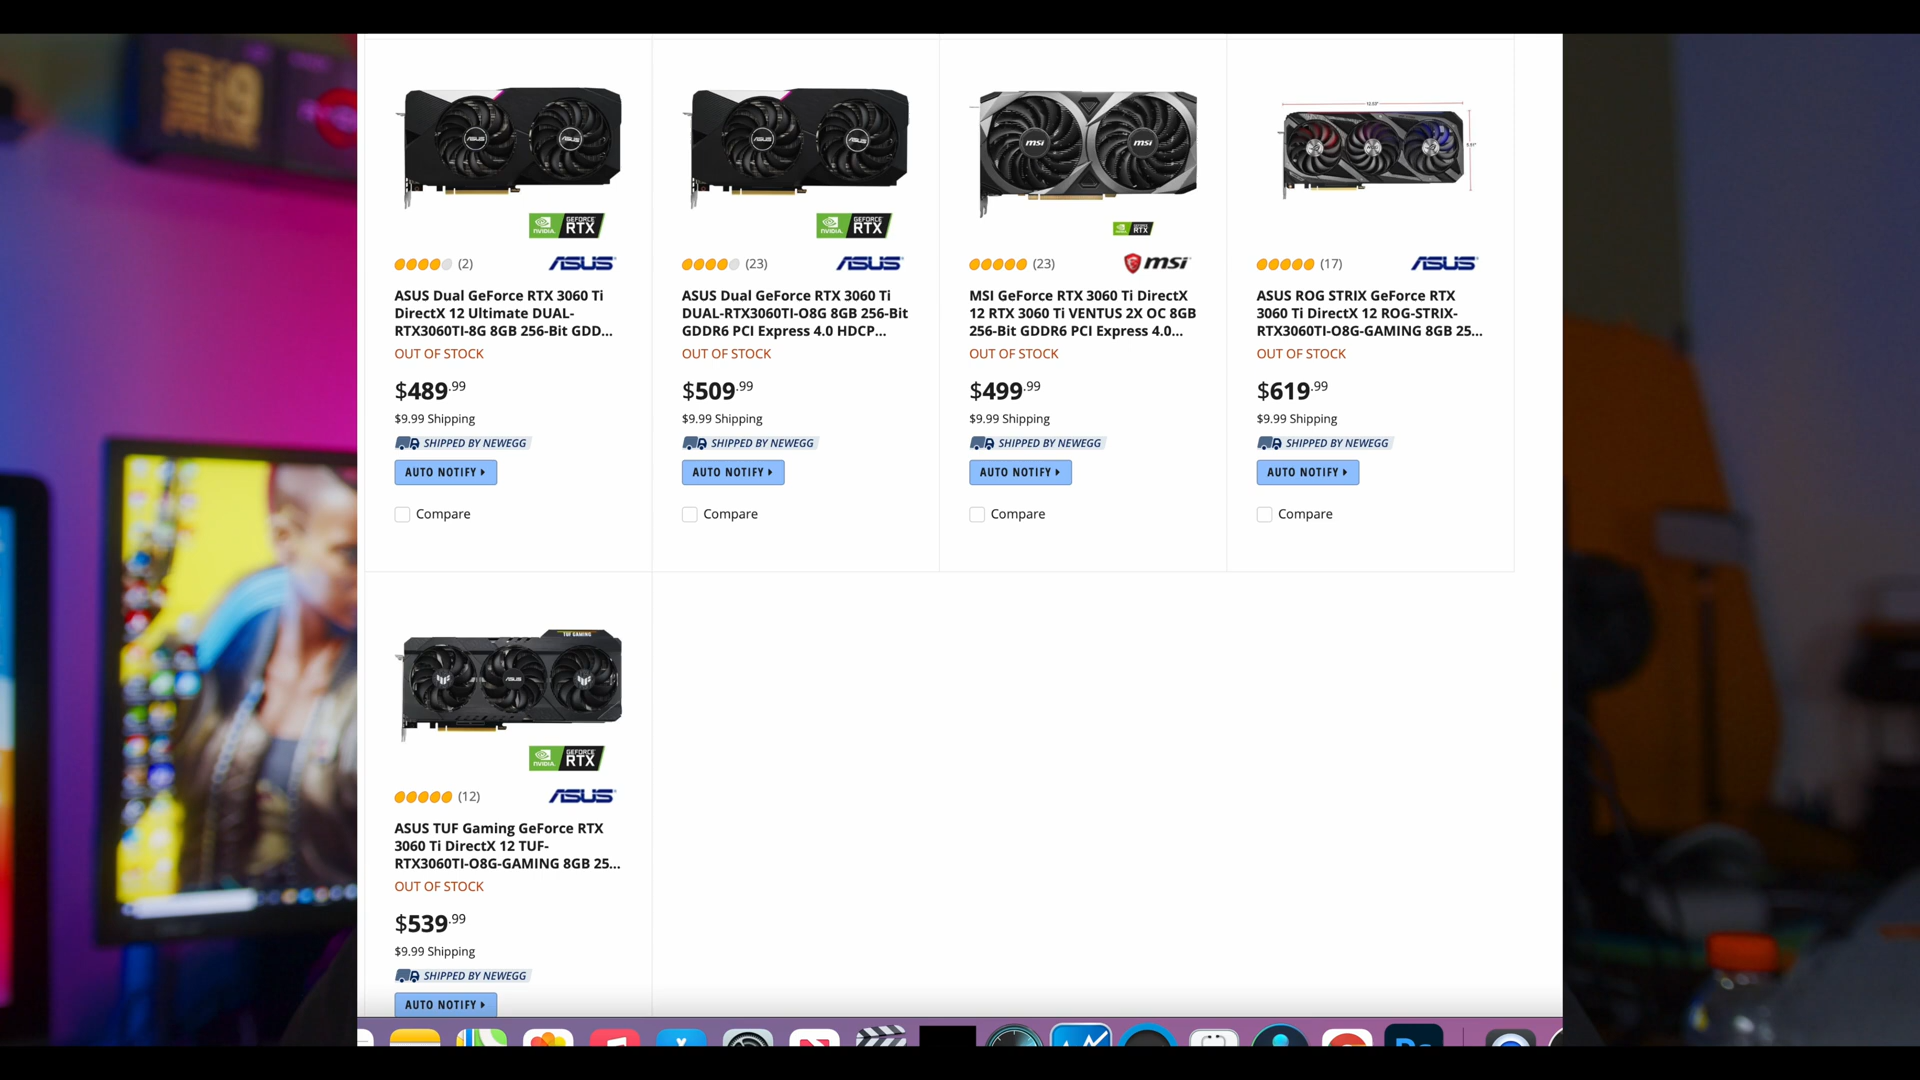 NVIDIA. GEFORCE RTX
NVIDIA. GEFORCE RTX
msi msi
GEFORCE RTX
12.53"
(2) ASUS
(23) ASUS
(23) msi
(17) ASUS
ASUS Dual GeForce RTX 3060 Ti
DirectX 12 Ultimate DUAL-
RTX3060TI-8G 8GB 256-Bit GDD...
OUT OF STOCK
$489.99
$9.99 Shipping
SHIPPED BY NEWEGG
AUTO NOTIFY
Compare
ASUS Dual GeForce RTX 3060 Ti
DUAL-RTX3060TI-O8G 8GB 256-Bit
GDDR6 PCI Express 4.0 HDCP...
OUT OF STOCK
$509.99
$9.99 Shipping
SHIPPED BY NEWEGG
AUTO NOTIFY
Compare
MSI GeForce RTX 3060 Ti DirectX
12 RTX 3060 Ti VENTUS 2X OC 8GB
256-Bit GDDR6 PCI Express 4.0...
OUT OF STOCK
$499.99
$9.99 Shipping
SHIPPED BY NEWEGG
AUTO NOTIFY
Compare
ASUS ROG STRIX GeForce RTX
3060 Ti DirectX 12 ROG-STRIX-
RTX3060TI-O8G-GAMING 8GB 25...
OUT OF STOCK
$619.99
$9.99 Shipping
SHIPPED BY NEWEGG
AUTO NOTIFY
Compare
TUF GAMING
ASUS
NVIDIA. GEFORCE RTX
(12) ASUS
ASUS TUF Gaming GeForce RTX
3060 Ti DirectX 12 TUF-
RTX3060TI-O8G-GAMING 8GB 25...
OUT OF STOCK
$539.99
$9.99 Shipping
SHIPPED BY NEWEGG
AUTO NOTIFY